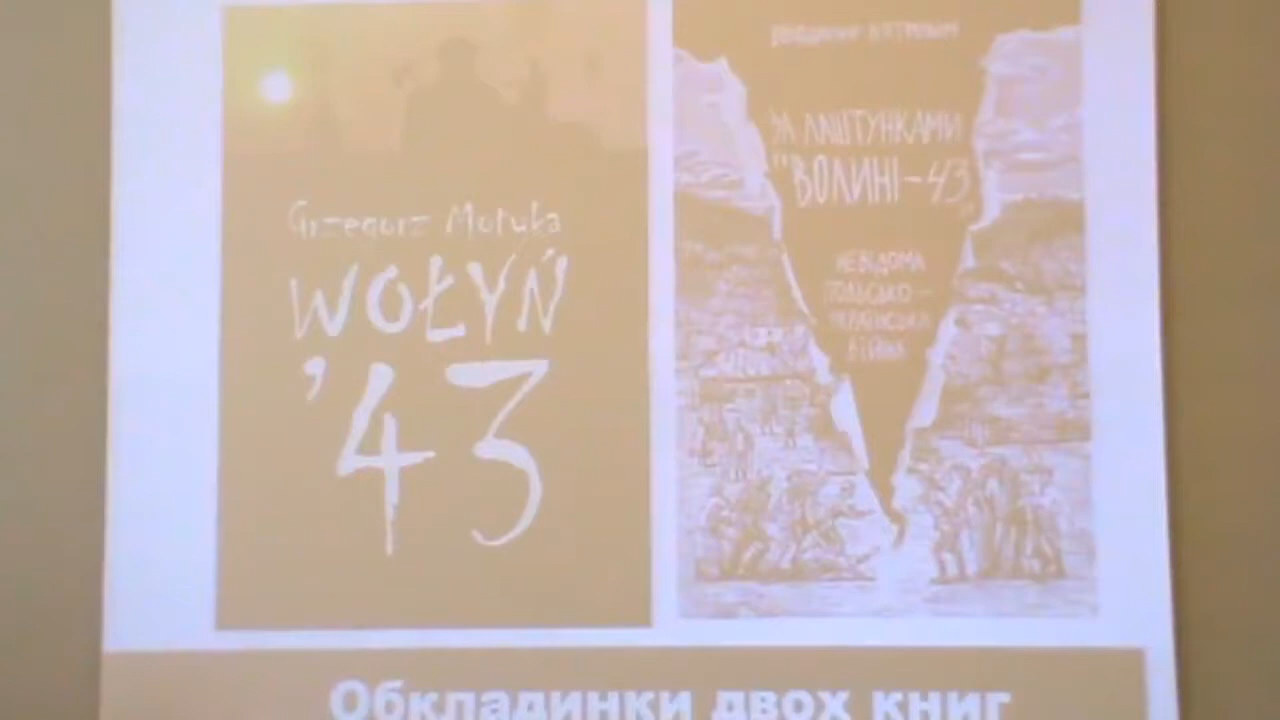 Grzegorz Motyka
WOŁYŃ
'43
ЗА ЛАШТУНКАМИ
"ВОЛИНІ-43"
НЕВІДОМА
ПОЛЬСЬКО-
УКРАЇНСЬКА
ВІЙНА
Обкладинки двох книг